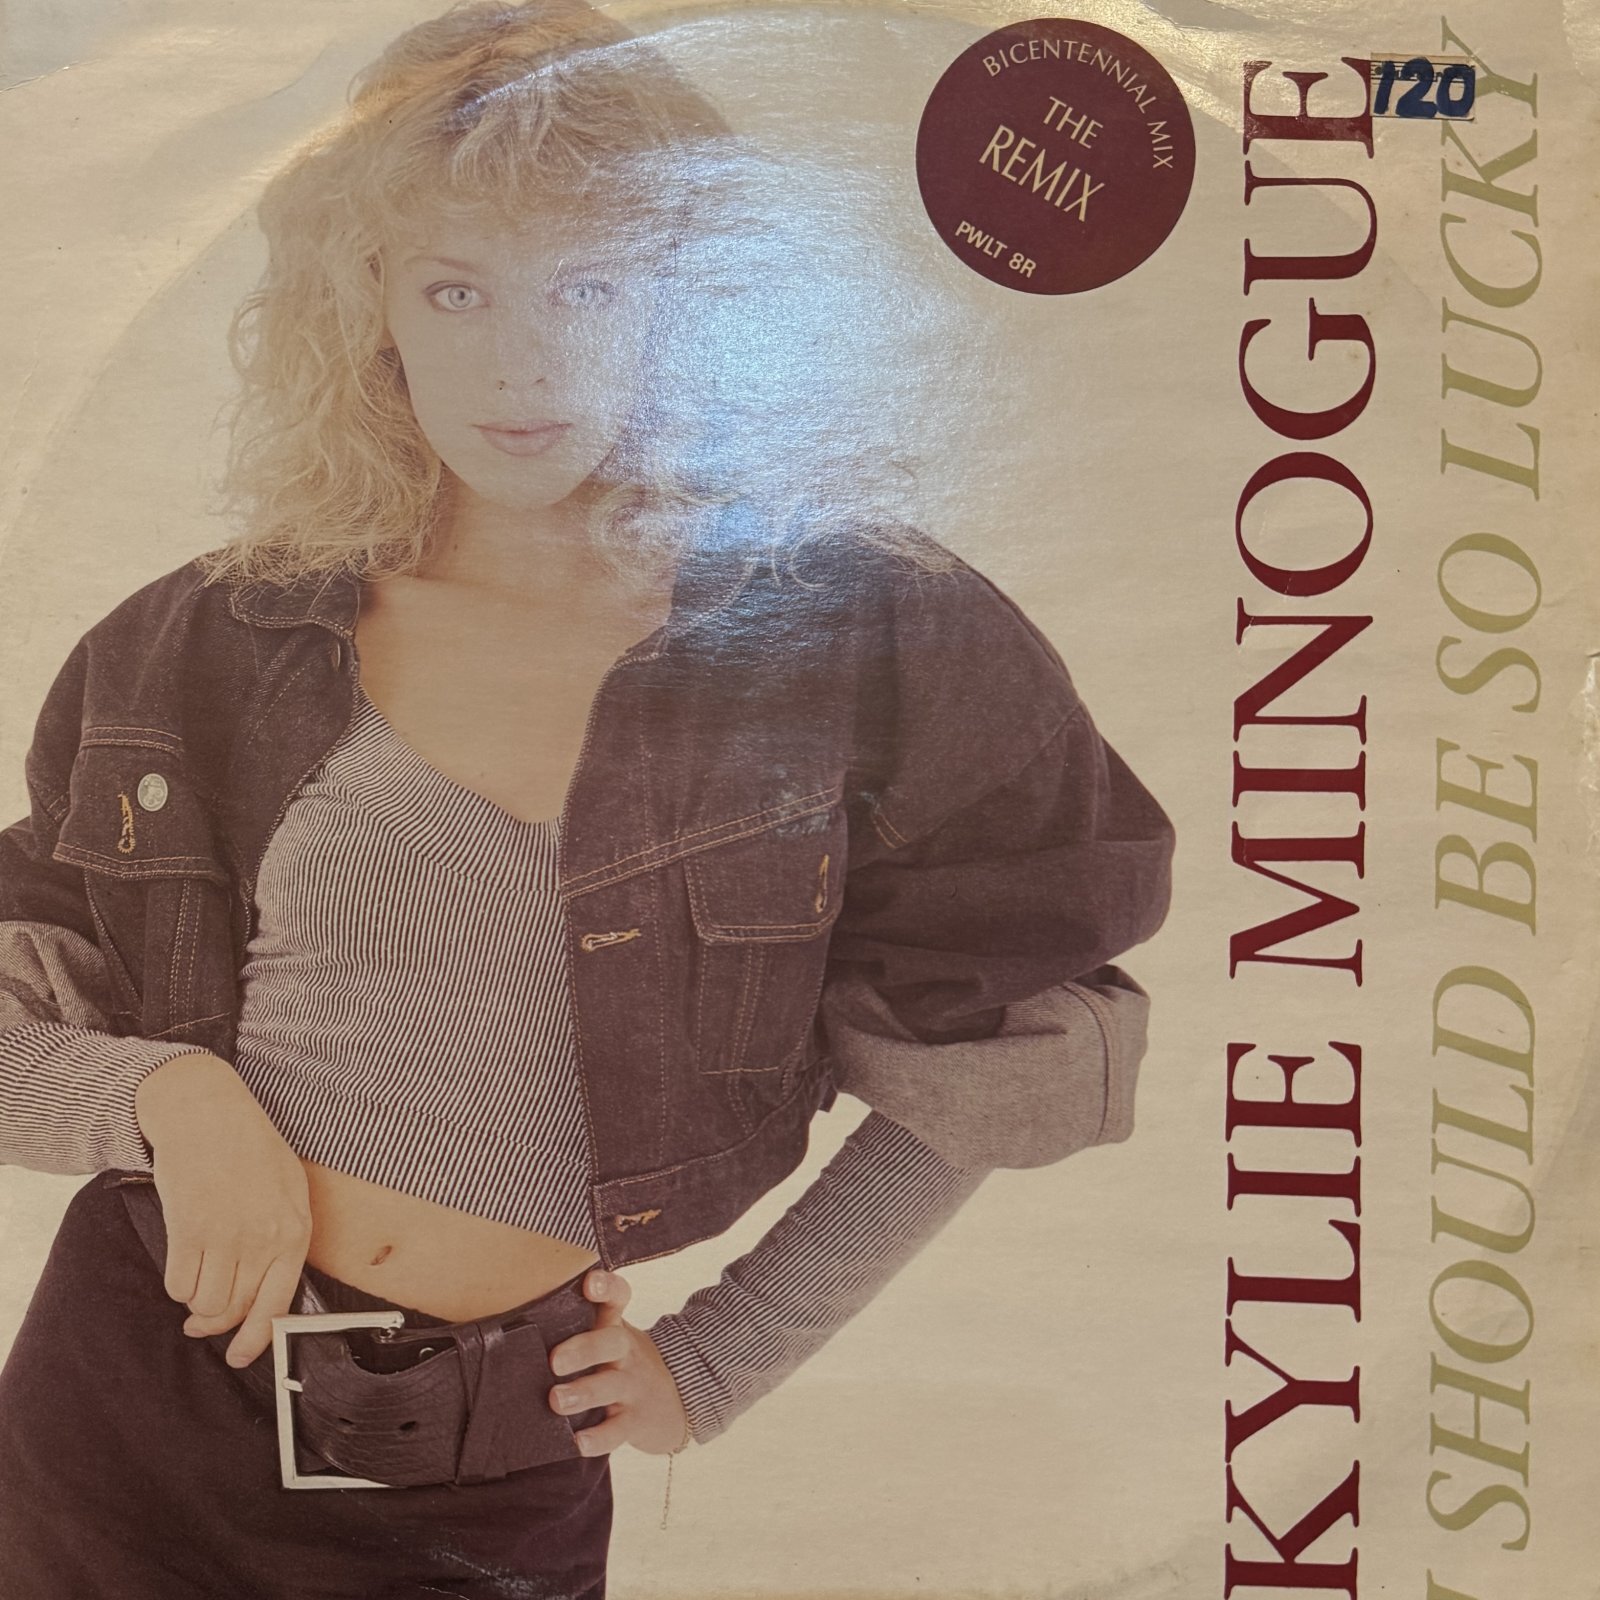 BICENTENNIAL MIX
THE
REMIX
PWLT 8R
120
KYLIE MINOGUE
I SHOULD BE SO LUCKY